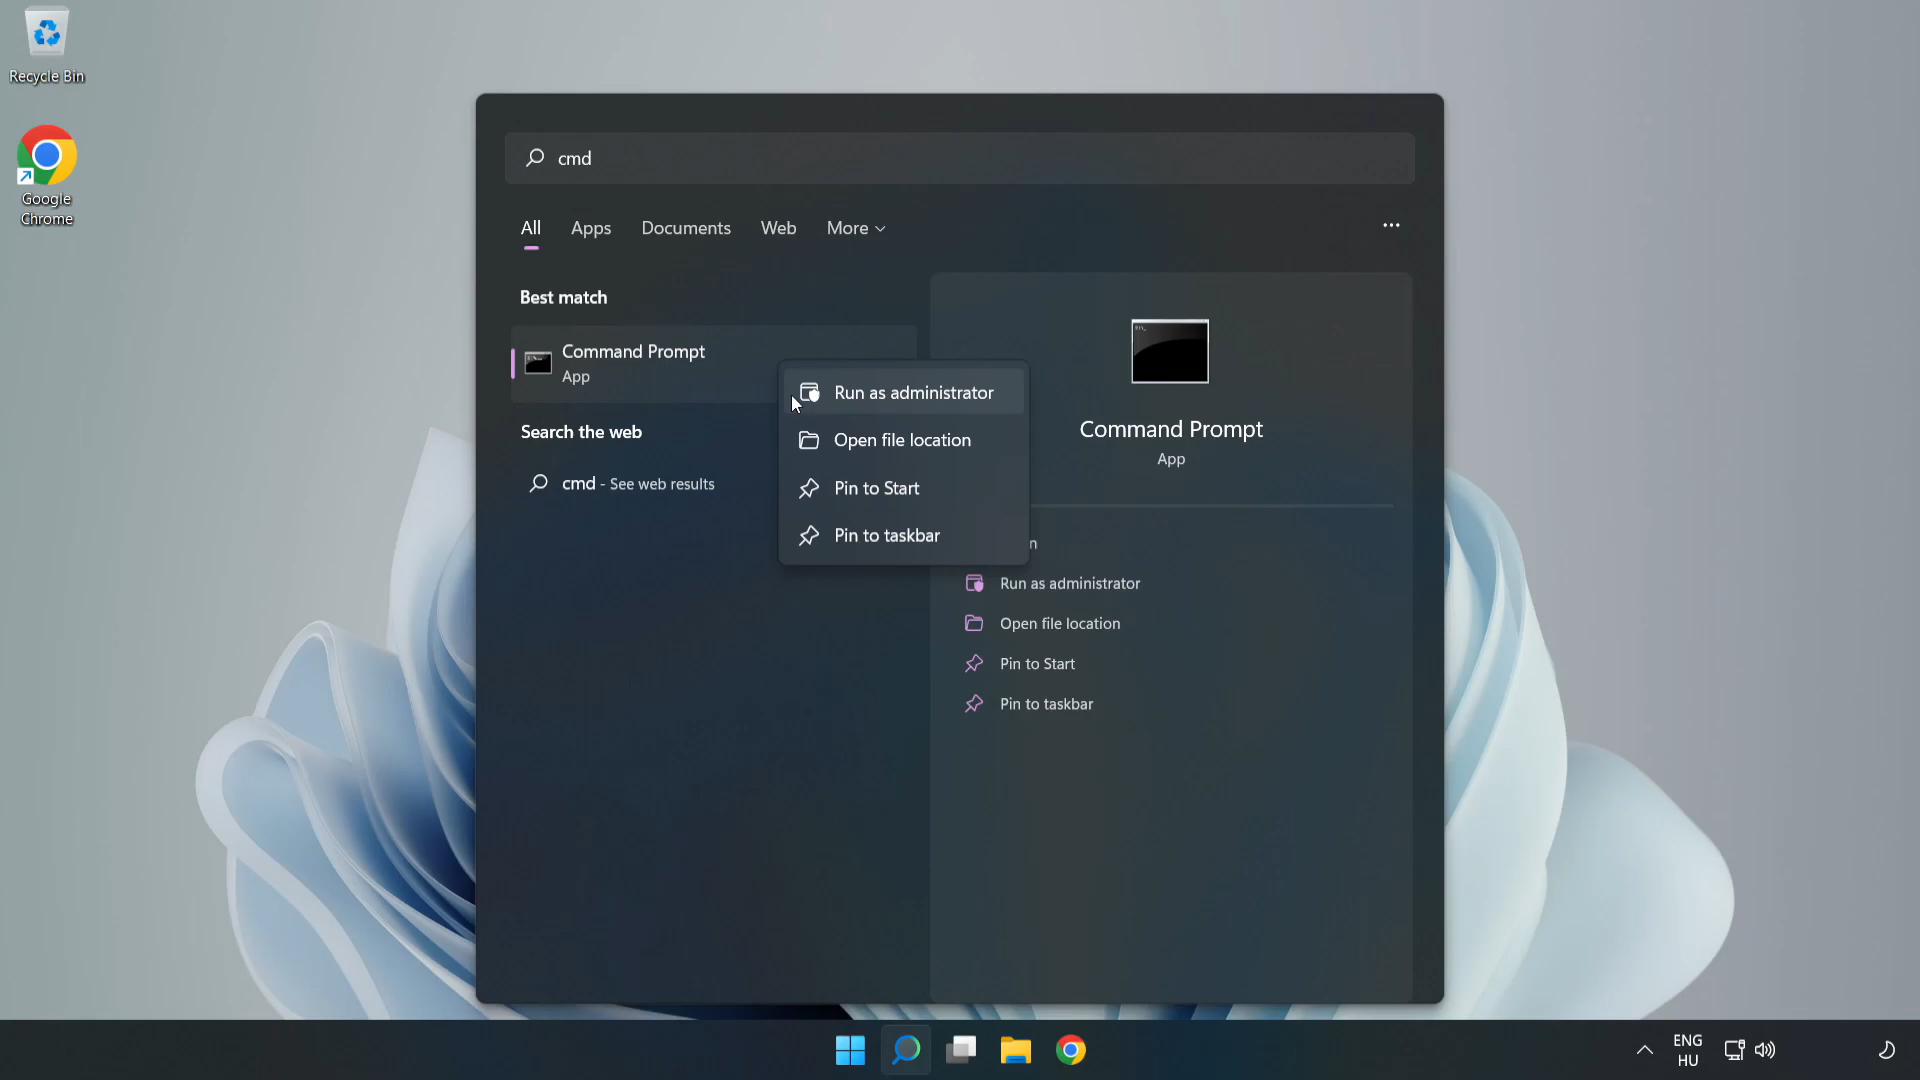 Recycle Bin
Google
Chrome
cmd
All
Apps
Documents
Web
More
Best match
Command Prompt
App
Search the web
cmd - See web results
Run as administrator
Open file location
Pin to Start
Pin to taskbar
Command Prompt
App
n
Run as administrator
Open file location
Pin to Start
Pin to taskbar
ENG
HU